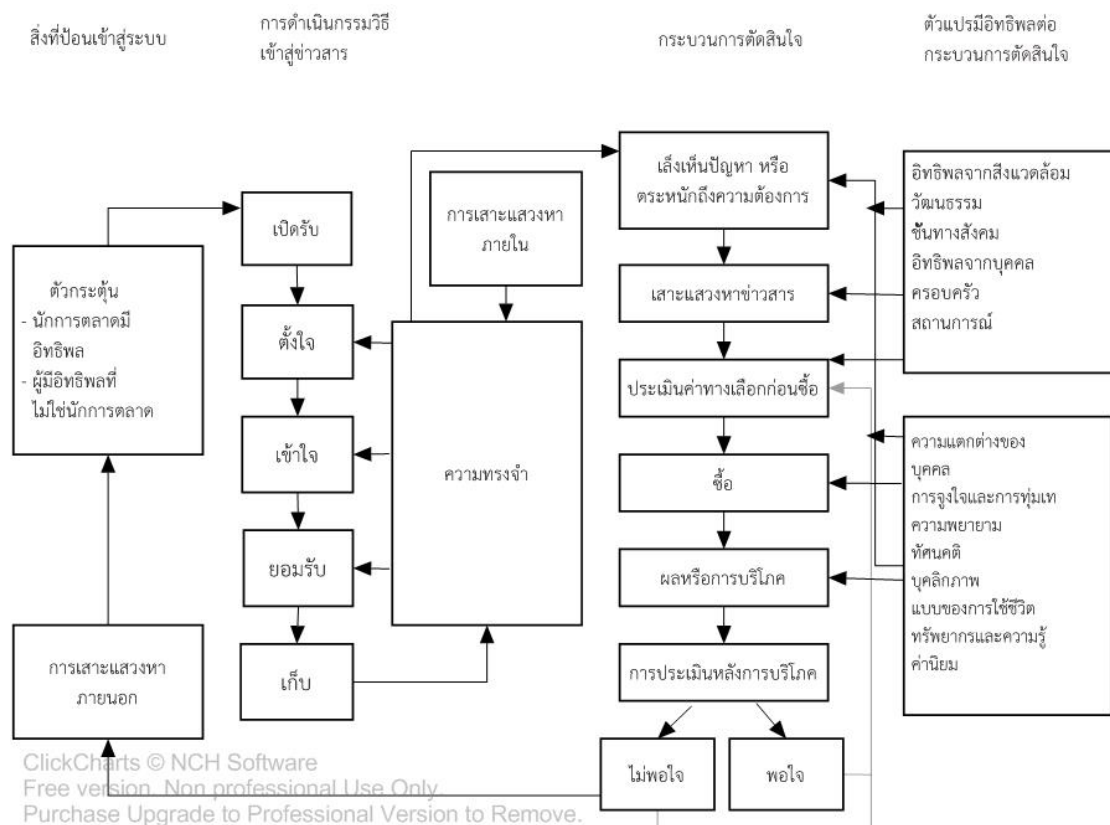 สิ่งที่ป้อนเข้าสู่ระบบ
การดำเนินกรรมวิธี
เข้าสู่ข่าวสาร
กระบวนการตัดสินใจ
ตัวแปรมีอิทธิพลต่อ
กระบวนการตัดสินใจ
ตัวกระตุ้น
- นักการตลาดมี
อิทธิพล
- ผู้มีอิทธิพลที่
ไม่ใช่นักการตลาด
การเสาะแสวงหา
ภายนอก
เปิดรับ
ตั้งใจ
เข้าใจ
ยอมรับ
เก็บ
การเสาะแสวงหา
ภายใน
ความทรงจำ
เล็งเห็นปัญหา หรือ
ตระหนักถึงความต้องการ
เสาะแสวงหาข่าวสาร
ประเมินค่าทางเลือกก่อนซื้อ
ซื้อ
ผลหรือการบริโภค
การประเมินหลังการบริโภค
ไม่พอใจ
พอใจ
อิทธิพลจากสิ่งแวดล้อม
วัฒนธรรม
ชั้นทางสังคม
อิทธิพลจากบุคคล
ครอบครัว
สถานการณ์
ความแตกต่างของ
บุคคล
การจูงใจและการทุ่มเท
ความพยายาม
ทัศนคติ
บุคลิกภาพ
แบบของการใช้ชีวิต
ทรัพยากรและความรู้
ค่านิยม
ClickCharts © NCH Software
Free version. Non professional Use Only.
Purchase Upgrade to Professional Version to Remove.